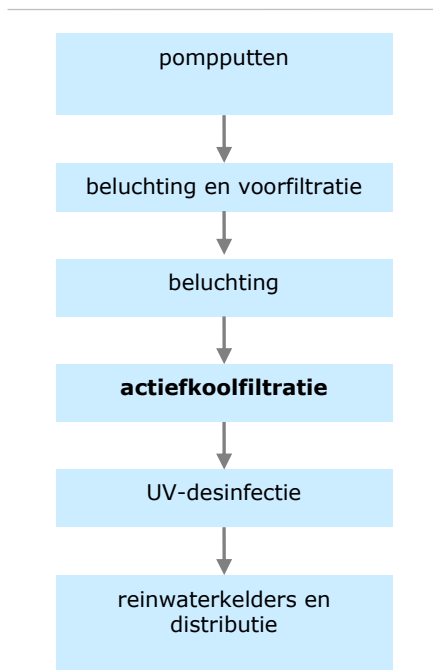 pompputten
beluchting en voorfiltratie
beluchting
actiefkoolfiltratie
UV-desinfectie
reinwaterkelders en
distributie